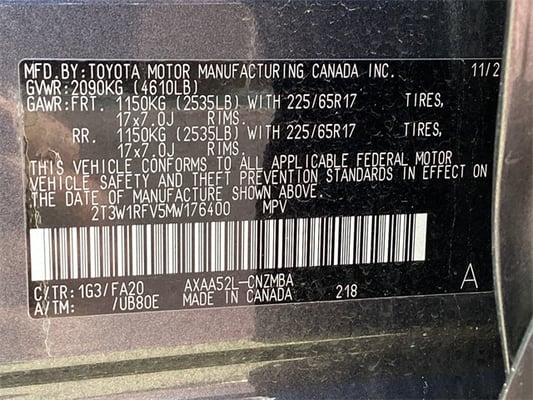 MFD.BY:TOYOTA MOTOR MANUFACTURING CANADA INC. 11/2
GVWR:2090KG (4610LB)
GAWR:FRT. 1150KG (2535LB) WITH 225/65R17 TIRES,
17x7.0J RIMS.
RR. 1150KG (2535LB) WITH 225/65R17 TIRES,
17x7.0J RIMS.
THIS VEHICLE CONFORMS TO ALL APPLICABLE FEDERAL MOTOR
VEHICLE SAFETY AND THEFT PREVENTION STANDARDS IN EFFECT ON
THE DATE OF MANUFACTURE SHOWN ABOVE.
2T3W1RFV5MW176400 MPV
C/TR:1G3/FA20 AXAA52L-CNZMBA A
A/TM: /UB80E MADE IN CANADA 218